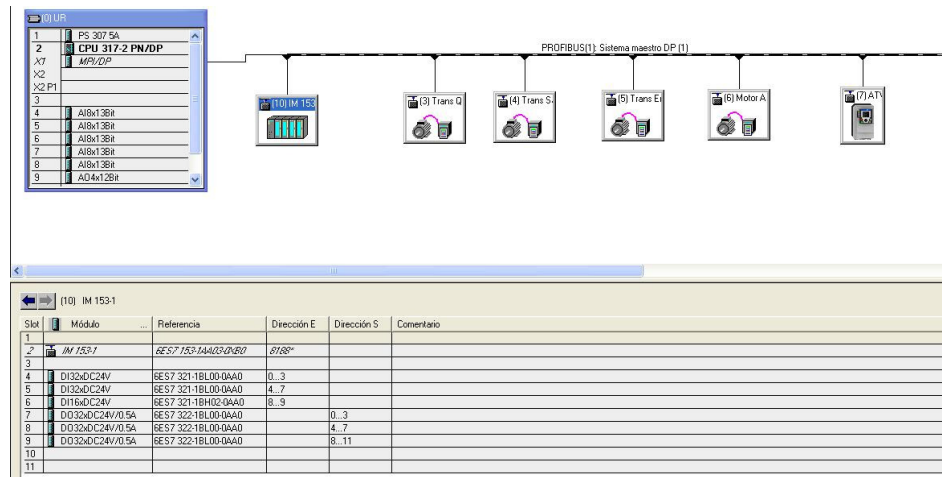 (0) UR
1 PS 307 5A
2 CPU 317-2 PN/DP
X1 MPI/DP
X2
X2 P1
3
4 AI8x13Bit
5 AI8x13Bit
6 AI8x13Bit
7 AI8x13Bit
8 AI8x13Bit
9 AO4x12Bit
PROFIBUS(1): Sistema maestro DP (1)
(10) IM 153
(3) Trans Q
(4) Trans S
(5) Trans E
(6) Motor A
(7) ATV
(10) IM 153-1
Slot Módulo ... Referencia Dirección E Dirección S Comentario
1
2 IM 153-1 6ES7 153-1AA03-0XB0 8188*
3
4 DI32xDC24V 6ES7 321-1BL00-0AA0 0...3
5 DI32xDC24V 6ES7 321-1BL00-0AA0 4...7
6 DI16xDC24V 6ES7 321-1BH02-0AA0 8...9
7 DO32xDC24V/0.5A 6ES7 322-1BL00-0AA0 0...3
8 DO32xDC24V/0.5A 6ES7 322-1BL00-0AA0 4...7
9 DO32xDC24V/0.5A 6ES7 322-1BL00-0AA0 8...11
10
11